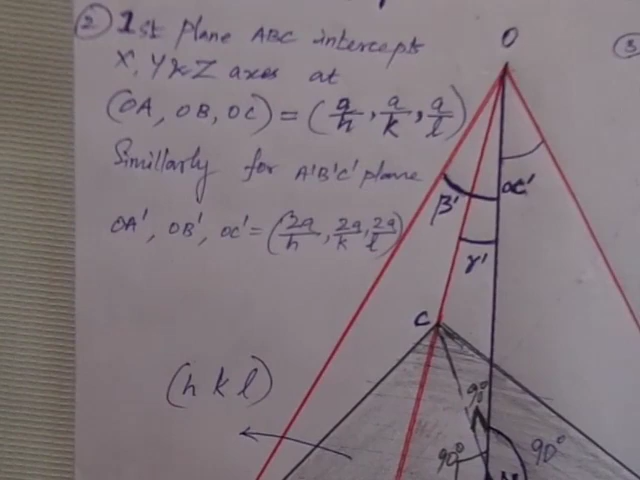 ② 1st plane ABC intercepts
X, Y & Z axes at
(OA, OB, OC) = (a/h, a/k, a/l)
Simillarly for A'B'C' plane
OA', OB', OC' = (2a/h, 2a/k, 2a/l)
(h k l)
O
③
α'
β'
γ'
C
90°
90°
90°